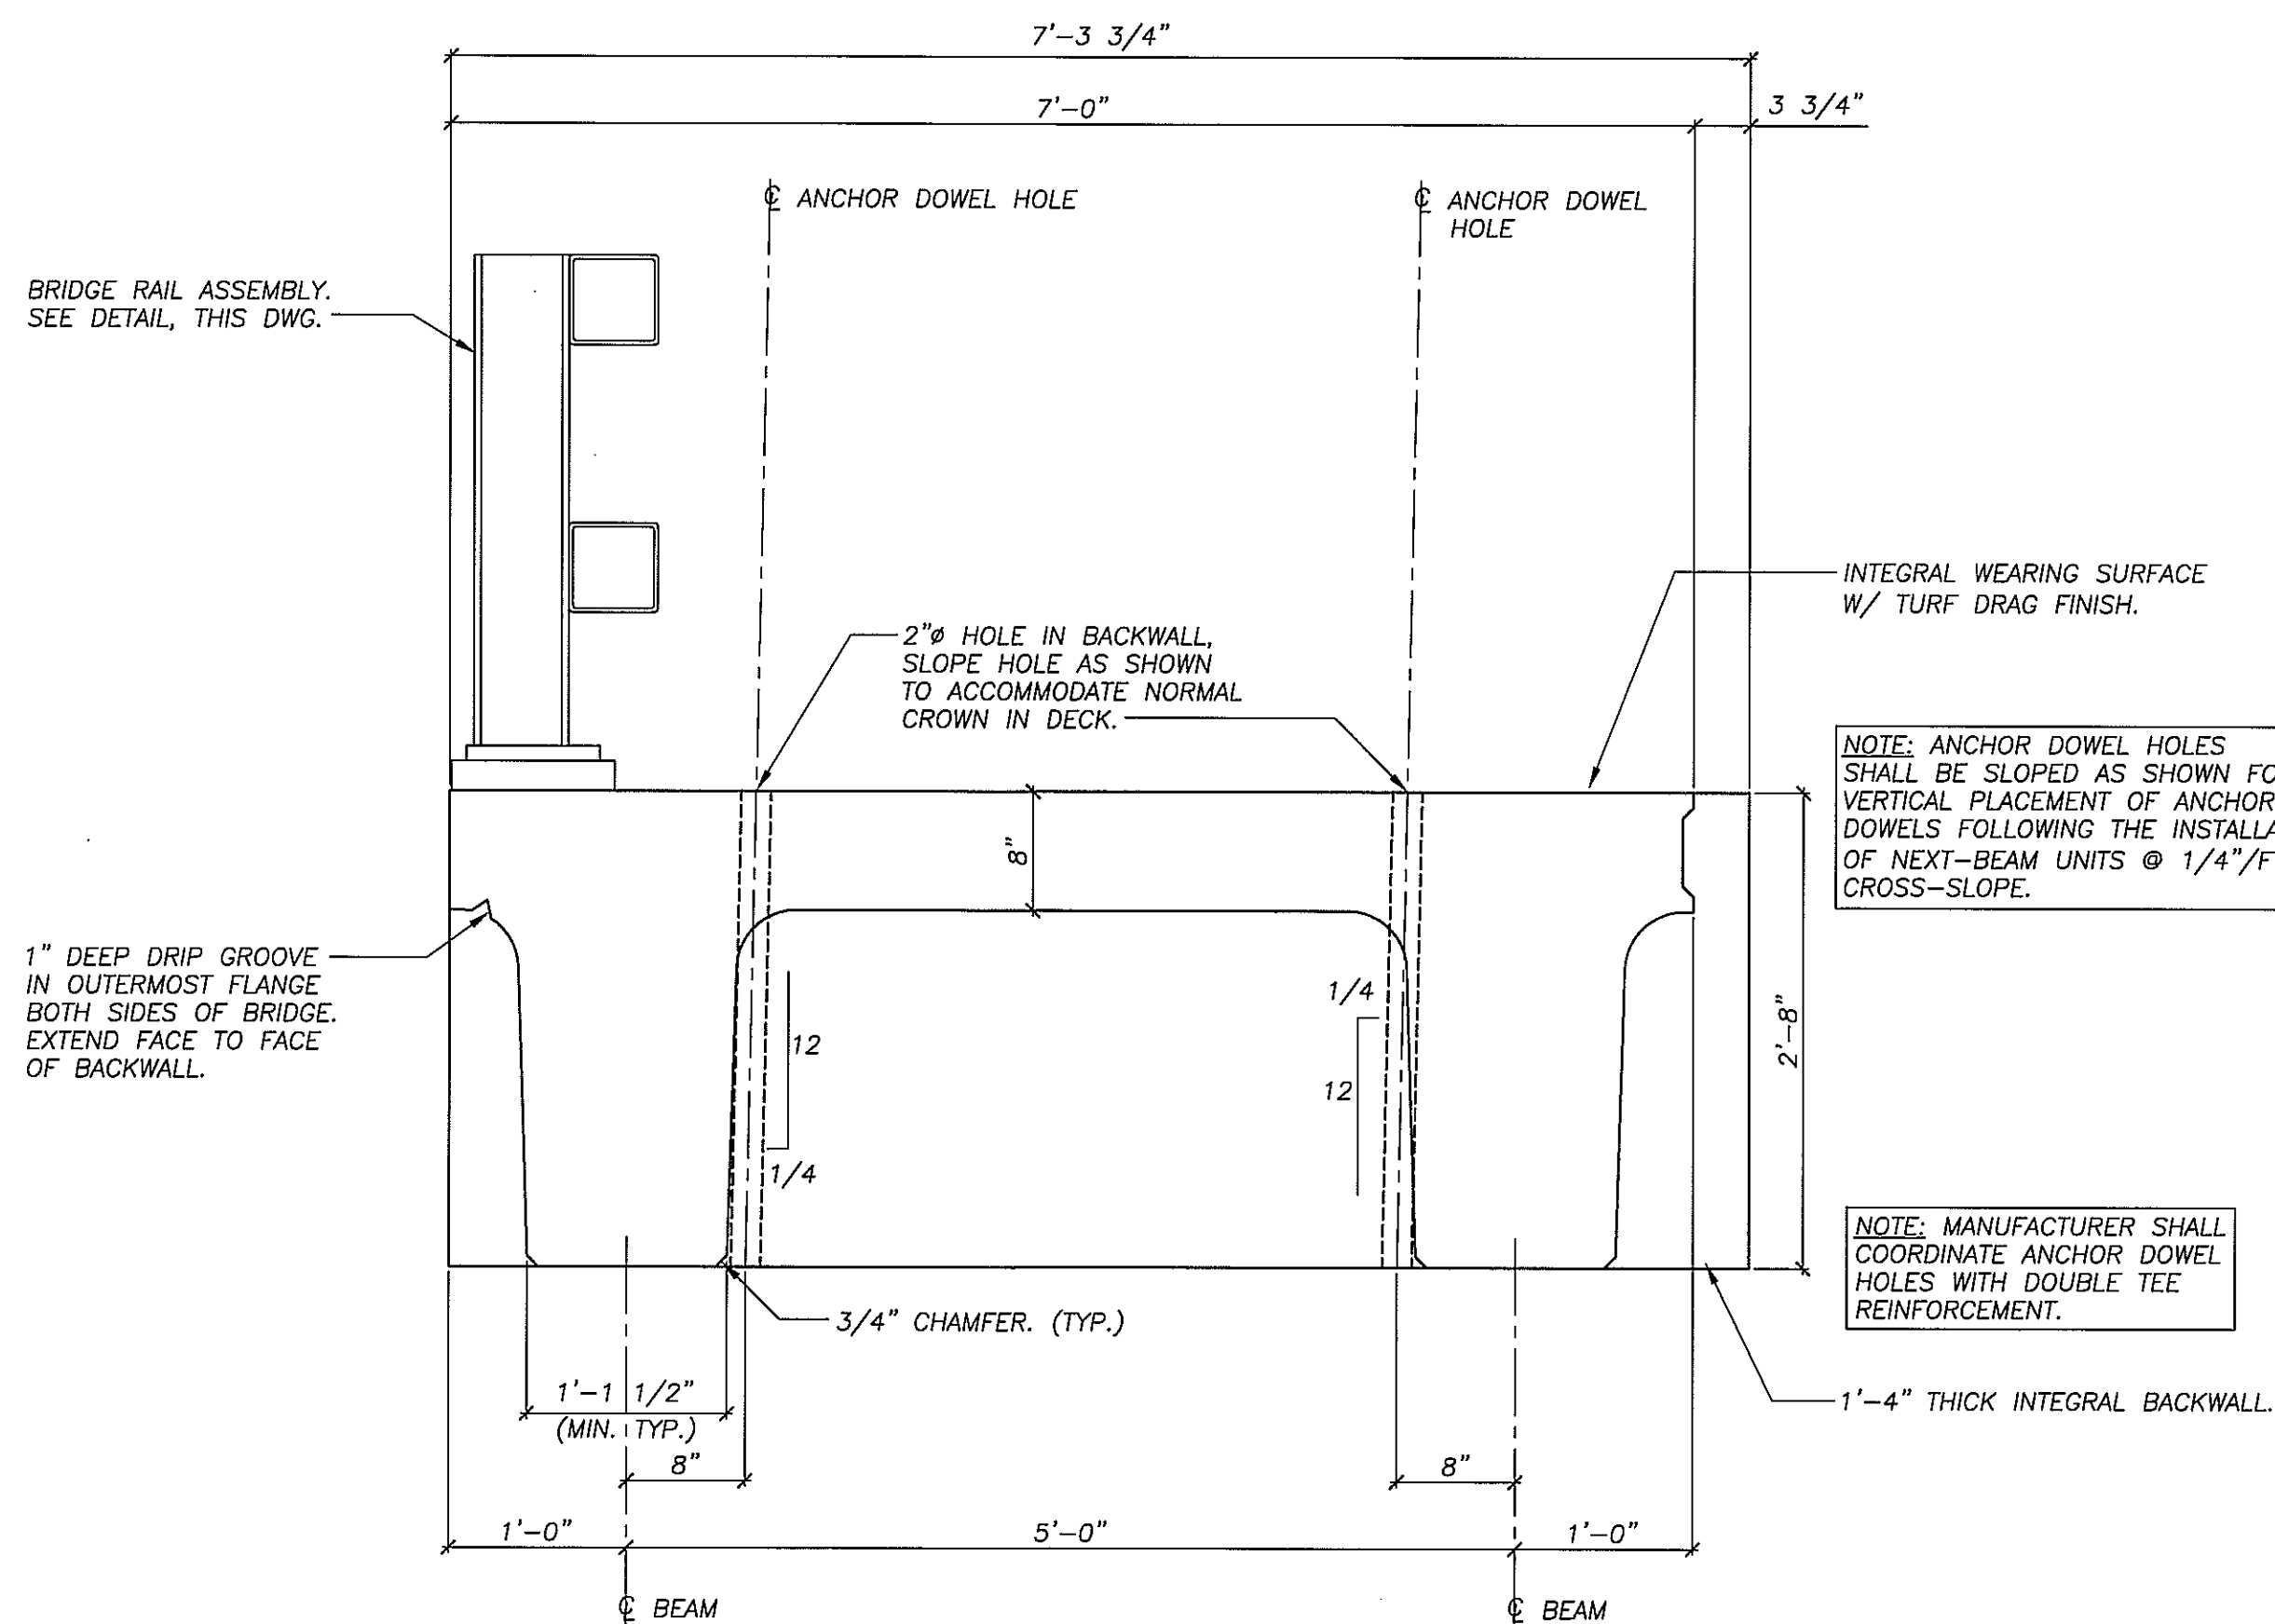 7'-3 3/4"
7'-0"
3 3/4"
℄ ANCHOR DOWEL HOLE
℄ ANCHOR DOWEL
HOLE
BRIDGE RAIL ASSEMBLY.
SEE DETAIL, THIS DWG.
INTEGRAL WEARING SURFACE
W/ TURF DRAG FINISH.
2"ø HOLE IN BACKWALL,
SLOPE HOLE AS SHOWN
TO ACCOMMODATE NORMAL
CROWN IN DECK.
NOTE: ANCHOR DOWEL HOLES
SHALL BE SLOPED AS SHOWN FO
VERTICAL PLACEMENT OF ANCHOR
DOWELS FOLLOWING THE INSTALLA
OF NEXT-BEAM UNITS @ 1/4"/F
CROSS-SLOPE.
8"
1" DEEP DRIP GROOVE
IN OUTERMOST FLANGE
BOTH SIDES OF BRIDGE.
EXTEND FACE TO FACE
OF BACKWALL.
12
1/4
1/4
12
2'-8"
NOTE: MANUFACTURER SHALL
COORDINATE ANCHOR DOWEL
HOLES WITH DOUBLE TEE
REINFORCEMENT.
3/4" CHAMFER. (TYP.)
1'-4" THICK INTEGRAL BACKWALL.
1'-1 1/2"
(MIN. TYP.)
8"
8"
1'-0"
5'-0"
1'-0"
℄ BEAM
℄ BEAM